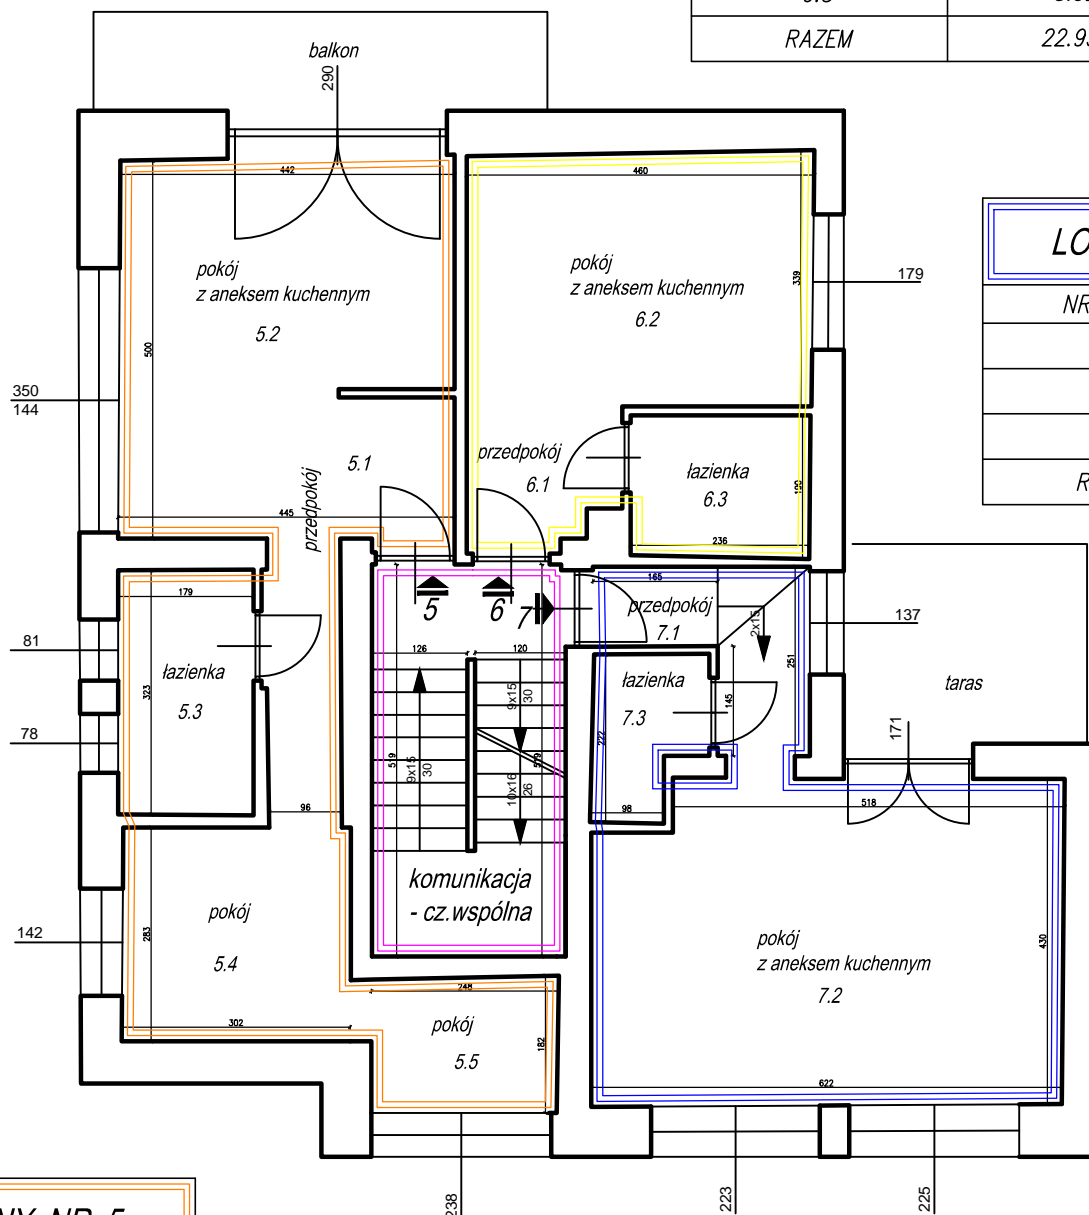 RAZEM
balkon
290
442
460
LO
NR
R
pokój
z aneksem kuchennym
5.2
pokój
z aneksem kuchennym
6.2
179
339
500
350
144
przedpokój
5.1
445
przedpokój
6.1
łazienka
6.3
190
236
5
6
7
165
przedpokój
7.1
2x15
137
251
179
81
łazienka
5.3
323
78
126
120
9x15
30
519
9x15
30
10x16
26
łazienka
7.3
145
222
98
taras
171
518
96
komunikacja
- cz.wspólna
pokój
5.4
283
142
302
248
pokój
5.5
182
pokój
z aneksem kuchennym
7.2
430
622
238
223
225
NR 5